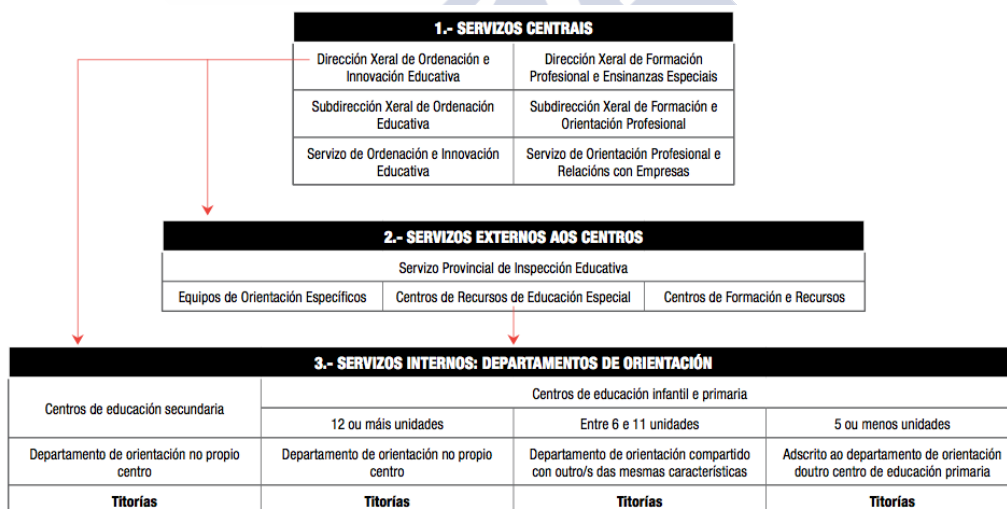 1.- SERVIZOS CENTRAIS
Dirección Xeral de Ordenación e
Innovación Educativa
Dirección Xeral de Formación
Profesional e Ensinanzas Especiais
Subdirección Xeral de Ordenación
Educativa
Subdirección Xeral de Formación e
Orientación Profesional
Servizo de Ordenación e Innovación
Educativa
Servizo de Orientación Profesional e
Relacións con Empresas
2.- SERVIZOS EXTERNOS AOS CENTROS
Servizo Provincial de Inspección Educativa
Equipos de Orientación Específicos
Centros de Recursos de Educación Especial
Centros de Formación e Recursos
3.- SERVIZOS INTERNOS: DEPARTAMENTOS DE ORIENTACIÓN
Centros de educación secundaria
Centros de educación infantil e primaria
12 ou máis unidades
Entre 6 e 11 unidades
5 ou menos unidades
Departamento de orientación no propio
centro
Departamento de orientación no propio
centro
Departamento de orientación compartido
con outro/s das mesmas características
Adscrito ao departamento de orientación
doutro centro de educación primaria
Titorías
Titorías
Titorías
Titorías